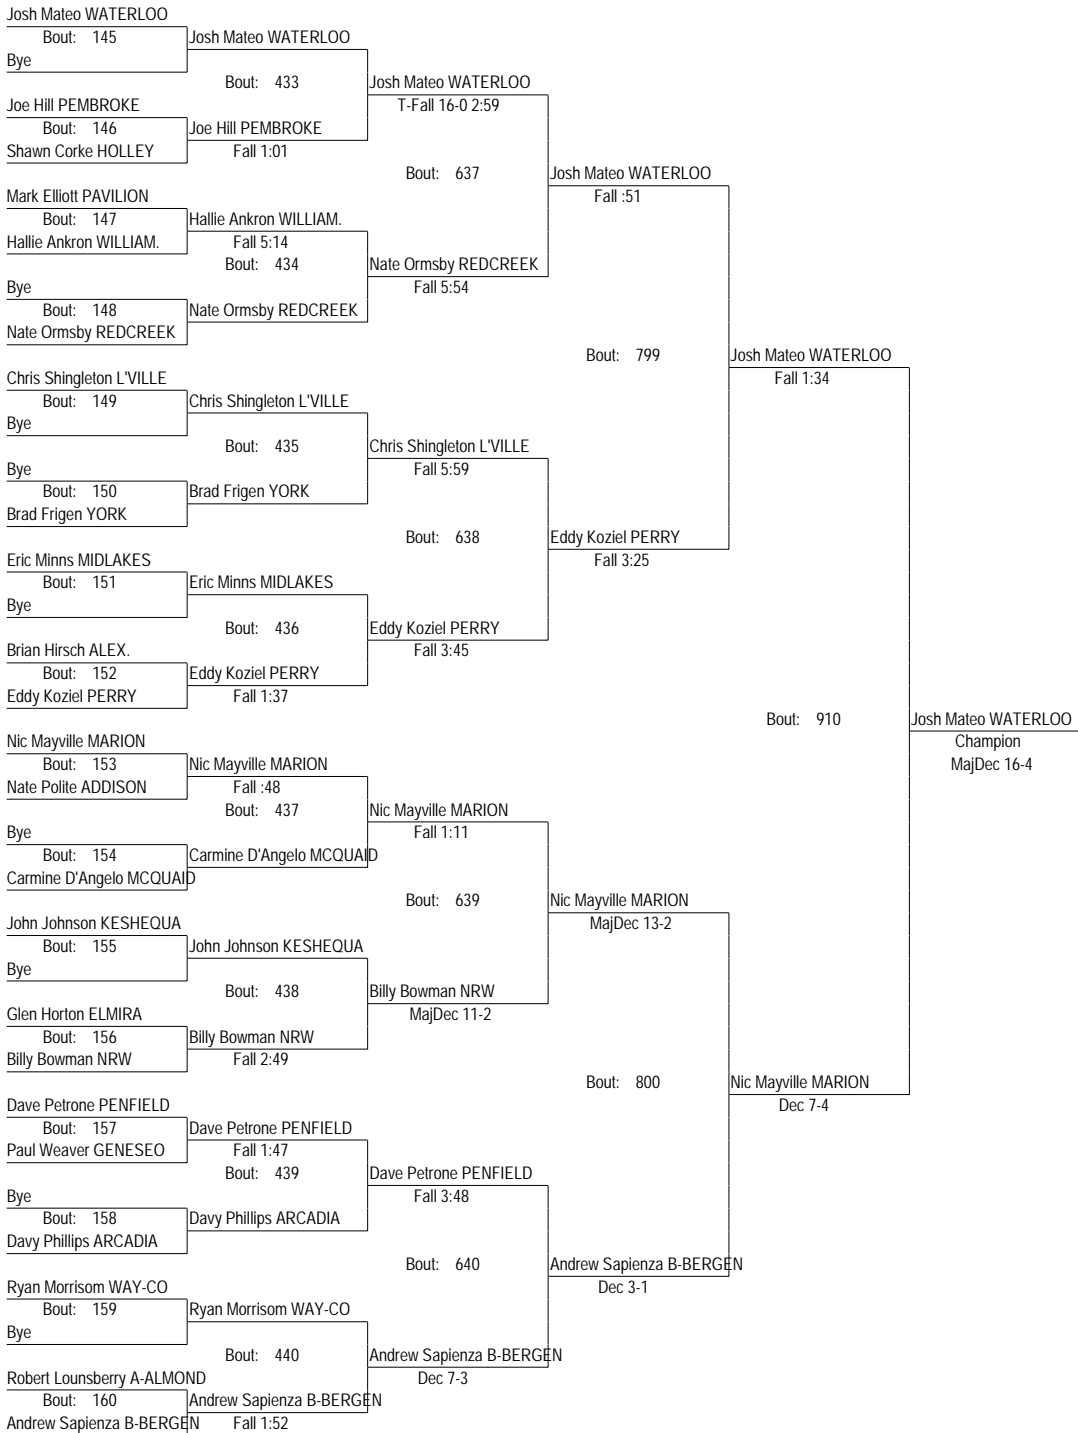 Josh Mateo WATERLOO
Bout: 145 Josh Mateo WATERLOO
Bye
Bout: 433 Josh Mateo WATERLOO
Joe Hill PEMBROKE T-Fall 16-0 2:59
Bout: 146 Joe Hill PEMBROKE
Shawn Corke HOLLEY Fall 1:01
Bout: 637 Josh Mateo WATERLOO
Mark Elliott PAVILION Fall :51
Bout: 147 Hallie Ankron WILLIAM.
Hallie Ankron WILLIAM. Fall 5:14
Bout: 434 Nate Ormsby REDCREEK
Bye Fall 5:54
Bout: 148 Nate Ormsby REDCREEK
Nate Ormsby REDCREEK
Bout: 799 Josh Mateo WATERLOO
Chris Shingleton L'VILLE Fall 1:34
Bout: 149 Chris Shingleton L'VILLE
Bye
Bout: 435 Chris Shingleton L'VILLE
Bye Fall 5:59
Bout: 150 Brad Frigen YORK
Brad Frigen YORK
Bout: 638 Eddy Koziel PERRY
Eric Minns MIDLAKES Fall 3:25
Bout: 151 Eric Minns MIDLAKES
Bye
Bout: 436 Eddy Koziel PERRY
Brian Hirsch ALEX. Fall 3:45
Bout: 152 Eddy Koziel PERRY
Eddy Koziel PERRY Fall 1:37
Bout: 910 Josh Mateo WATERLOO
Nic Mayville MARION Champion
Bout: 153 Nic Mayville MARION MajDec 16-4
Nate Polite ADDISON Fall :48
Bout: 437 Nic Mayville MARION
Bye Fall 1:11
Bout: 154 Carmine D'Angelo MCQUAID
Carmine D'Angelo MCQUAID
Bout: 639 Nic Mayville MARION
John Johnson KESHEQUA MajDec 13-2
Bout: 155 John Johnson KESHEQUA
Bye
Bout: 438 Billy Bowman NRW
Glen Horton ELMIRA MajDec 11-2
Bout: 156 Billy Bowman NRW
Billy Bowman NRW Fall 2:49
Bout: 800 Nic Mayville MARION
Dave Petrone PENFIELD Dec 7-4
Bout: 157 Dave Petrone PENFIELD
Paul Weaver GENESEO Fall 1:47
Bout: 439 Dave Petrone PENFIELD
Bye Fall 3:48
Bout: 158 Davy Phillips ARCADIA
Davy Phillips ARCADIA
Bout: 640 Andrew Sapienza B-BERGEN
Ryan Morrisom WAY-CO Dec 3-1
Bout: 159 Ryan Morrisom WAY-CO
Bye
Bout: 440 Andrew Sapienza B-BERGEN
Robert Lounsberry A-ALMOND Dec 7-3
Bout: 160 Andrew Sapienza B-BERGEN
Andrew Sapienza B-BERGEN Fall 1:52